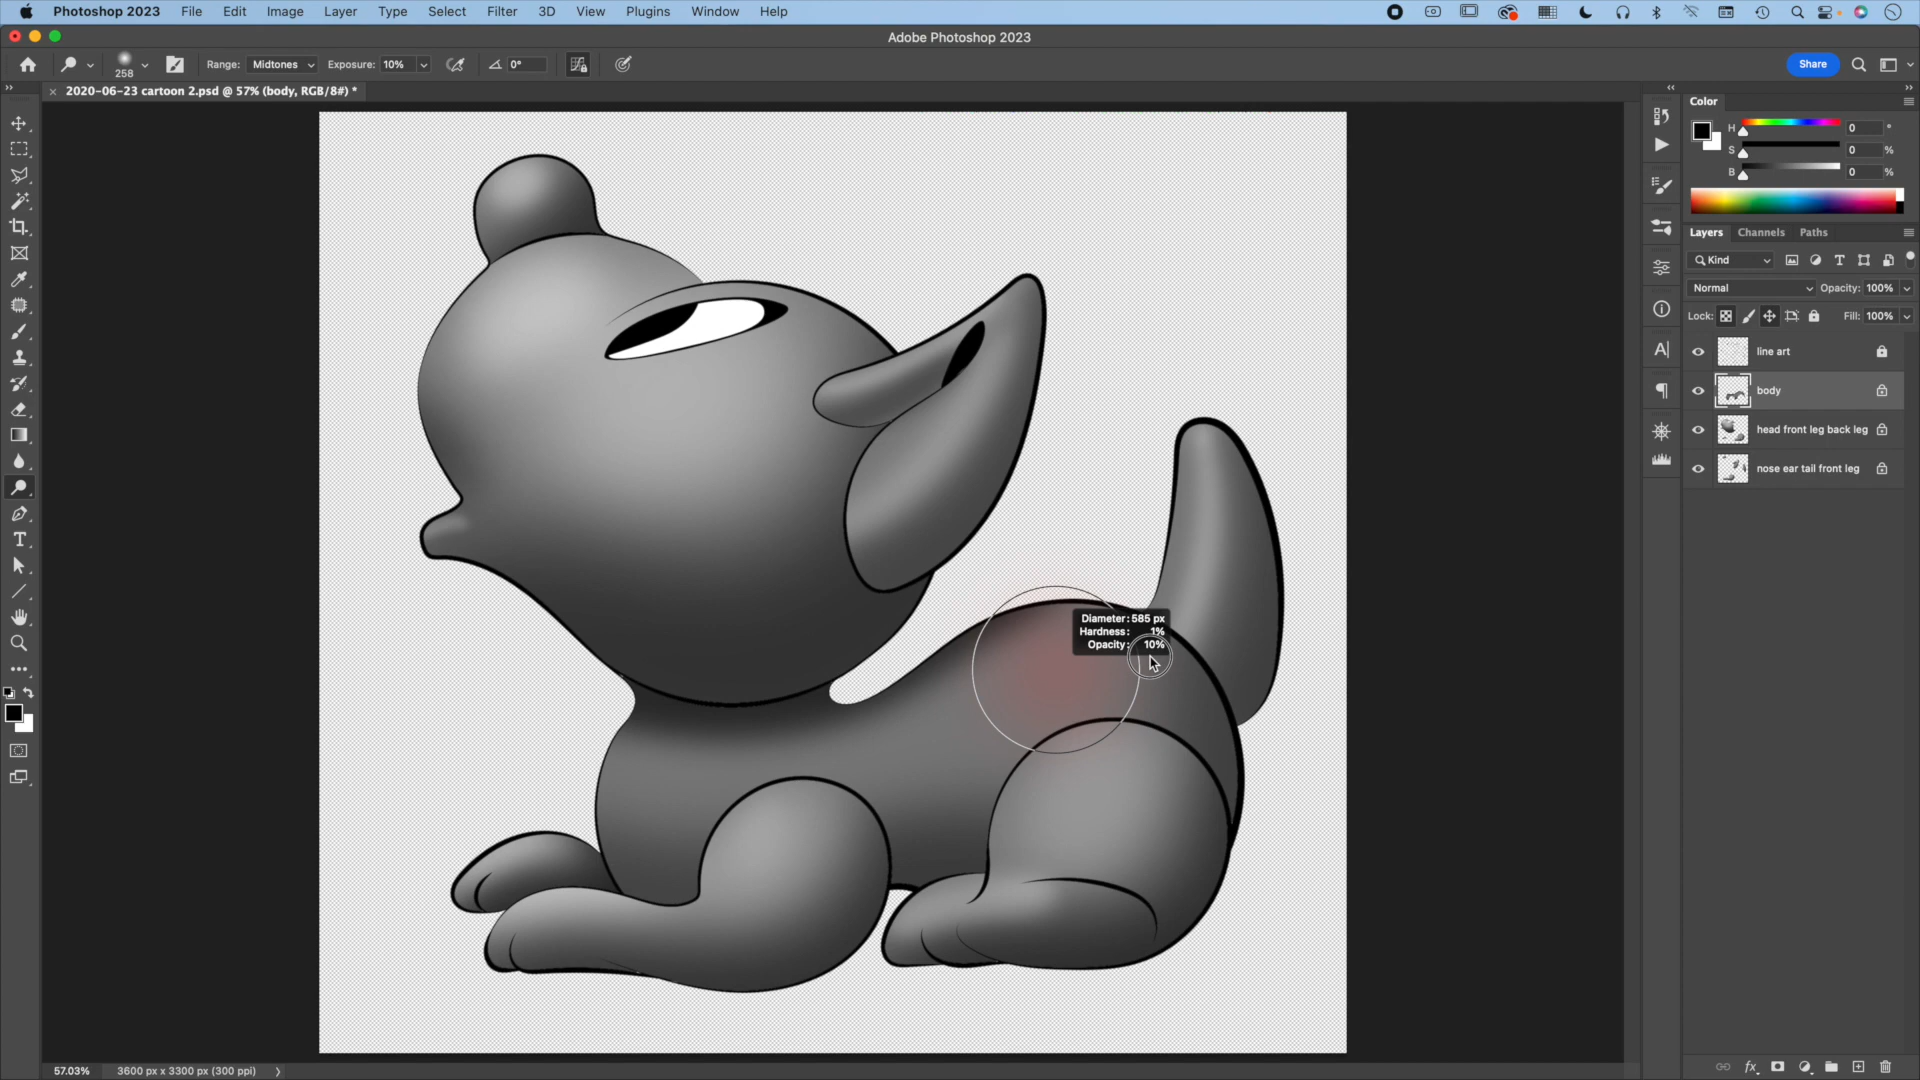 Photoshop 2023 File Edit Image Layer Type Select Filter 3D View Plugins Window Help
Adobe Photoshop 2023
258 Range: Midtones Exposure: 10% 0° Share
2020-06-23 cartoon 2.psd @ 57% (body, RGB/8#) *
Color
H 0 °
S 0 %
B 0 %
Layers Channels Paths
Kind
Normal Opacity: 100%
Lock: Fill: 100%
line art
body
head front leg back leg
nose ear tail front leg
Diameter: 585 px
Hardness: 1%
Opacity: 10%
57.03% 3600 px x 3300 px (300 ppi)